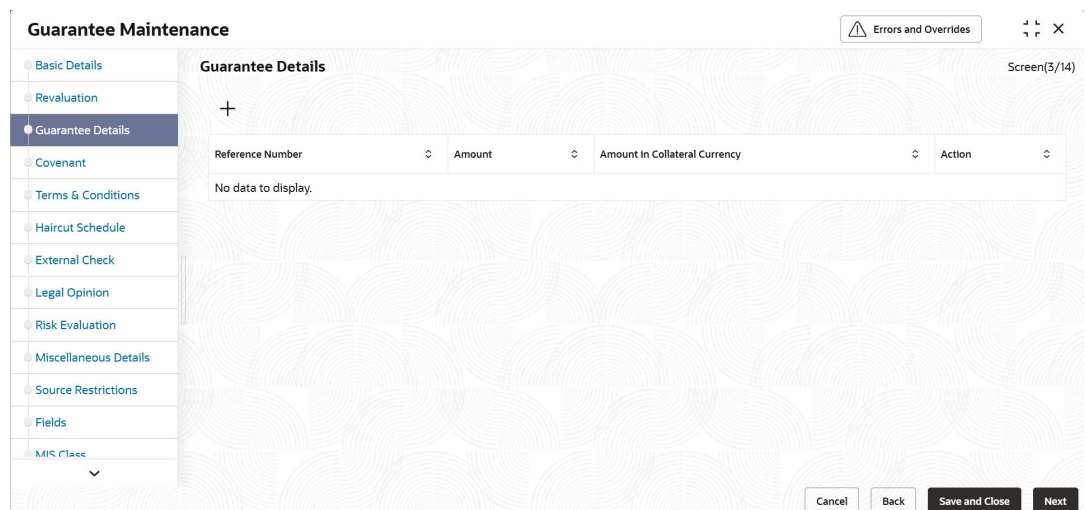 Guarantee Maintenance
Errors and Overrides
Basic Details
Revaluation
Guarantee Details
Covenant
Terms & Conditions
Haircut Schedule
External Check
Legal Opinion
Risk Evaluation
Miscellaneous Details
Source Restrictions
Fields
MIS Class
Guarantee Details
Screen(3/14)
Reference Number Amount Amount in Collateral Currency Action
No data to display.
Cancel Back Save and Close Next